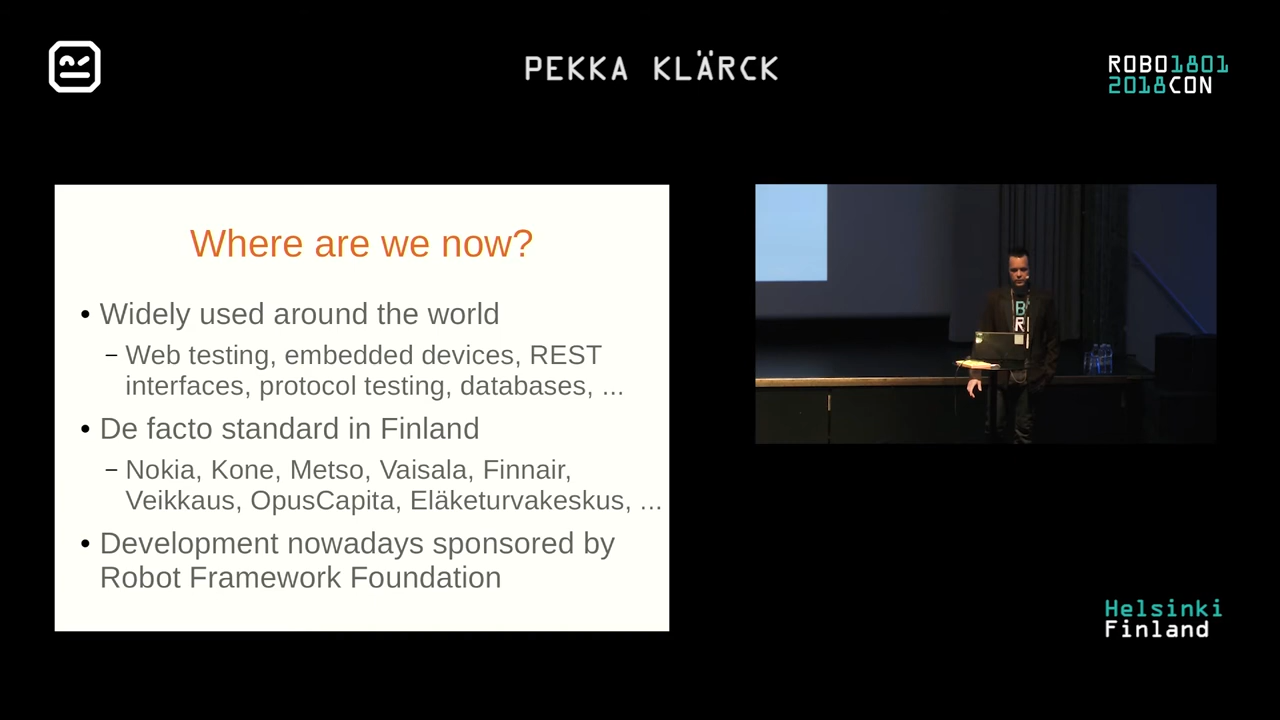 PEKKA KLÄRCK
ROBO1801
2018CON
Where are we now?
• Widely used around the world
– Web testing, embedded devices, REST
interfaces, protocol testing, databases, ...
• De facto standard in Finland
– Nokia, Kone, Metso, Vaisala, Finnair,
Veikkaus, OpusCapita, Eläketurvakeskus, ...
• Development nowadays sponsored by
Robot Framework Foundation
Helsinki
Finland